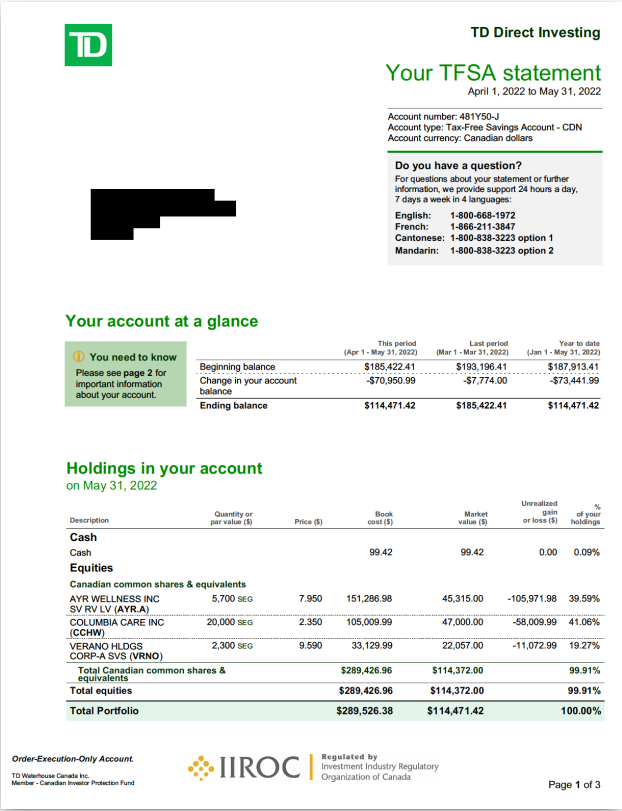 TD
TD Direct Investing
Your TFSA statement
April 1, 2022 to May 31, 2022
Account number: 481Y50-J
Account type: Tax-Free Savings Account - CDN
Account currency: Canadian dollars
Do you have a question?
For questions about your statement or further
information, we provide support 24 hours a day,
7 days a week in 4 languages:
English: 1-800-668-1972
French: 1-866-211-3847
Cantonese: 1-800-838-3223 option 1
Mandarin: 1-800-838-3223 option 2
Your account at a glance
You need to know
Please see page 2 for
important information
about your account.
This period Last period Year to date
(Apr 1 - May 31, 2022) (Mar 1 - Mar 31, 2022) (Jan 1 - May 31, 2022)
Beginning balance $185,422.41 $193,196.41 $187,913.41
Change in your account -$70,950.99 -$7,774.00 -$73,441.99
balance
Ending balance $114,471.42 $185,422.41 $114,471.42
Holdings in your account
on May 31, 2022
Description Quantity or par value ($) Price ($) Book cost ($) Market value ($) Unrealized gain or loss ($) % of your holdings
Cash
Cash 99.42 99.42 0.00 0.09%
Equities
Canadian common shares & equivalents
AYR WELLNESS INC 5,700 SEG 7.950 151,286.98 45,315.00 -105,971.98 39.59%
SV RV LV (AYR.A)
COLUMBIA CARE INC 20,000 SEG 2.350 105,009.99 47,000.00 -58,009.99 41.06%
(CCHW)
VERANO HLDGS 2,300 SEG 9.590 33,129.99 22,057.00 -11,072.99 19.27%
CORP-A SVS (VRNO)
Total Canadian common shares & $289,426.96 $114,372.00 99.91%
equivalents
Total equities $289,426.96 $114,372.00 99.91%
Total Portfolio $289,526.38 $114,471.42 100.00%
Order-Execution-Only Account.
TD Waterhouse Canada Inc.
Member - Canadian Investor Protection Fund
IIROC
Regulated by
Investment Industry Regulatory
Organization of Canada
Page 1 of 3